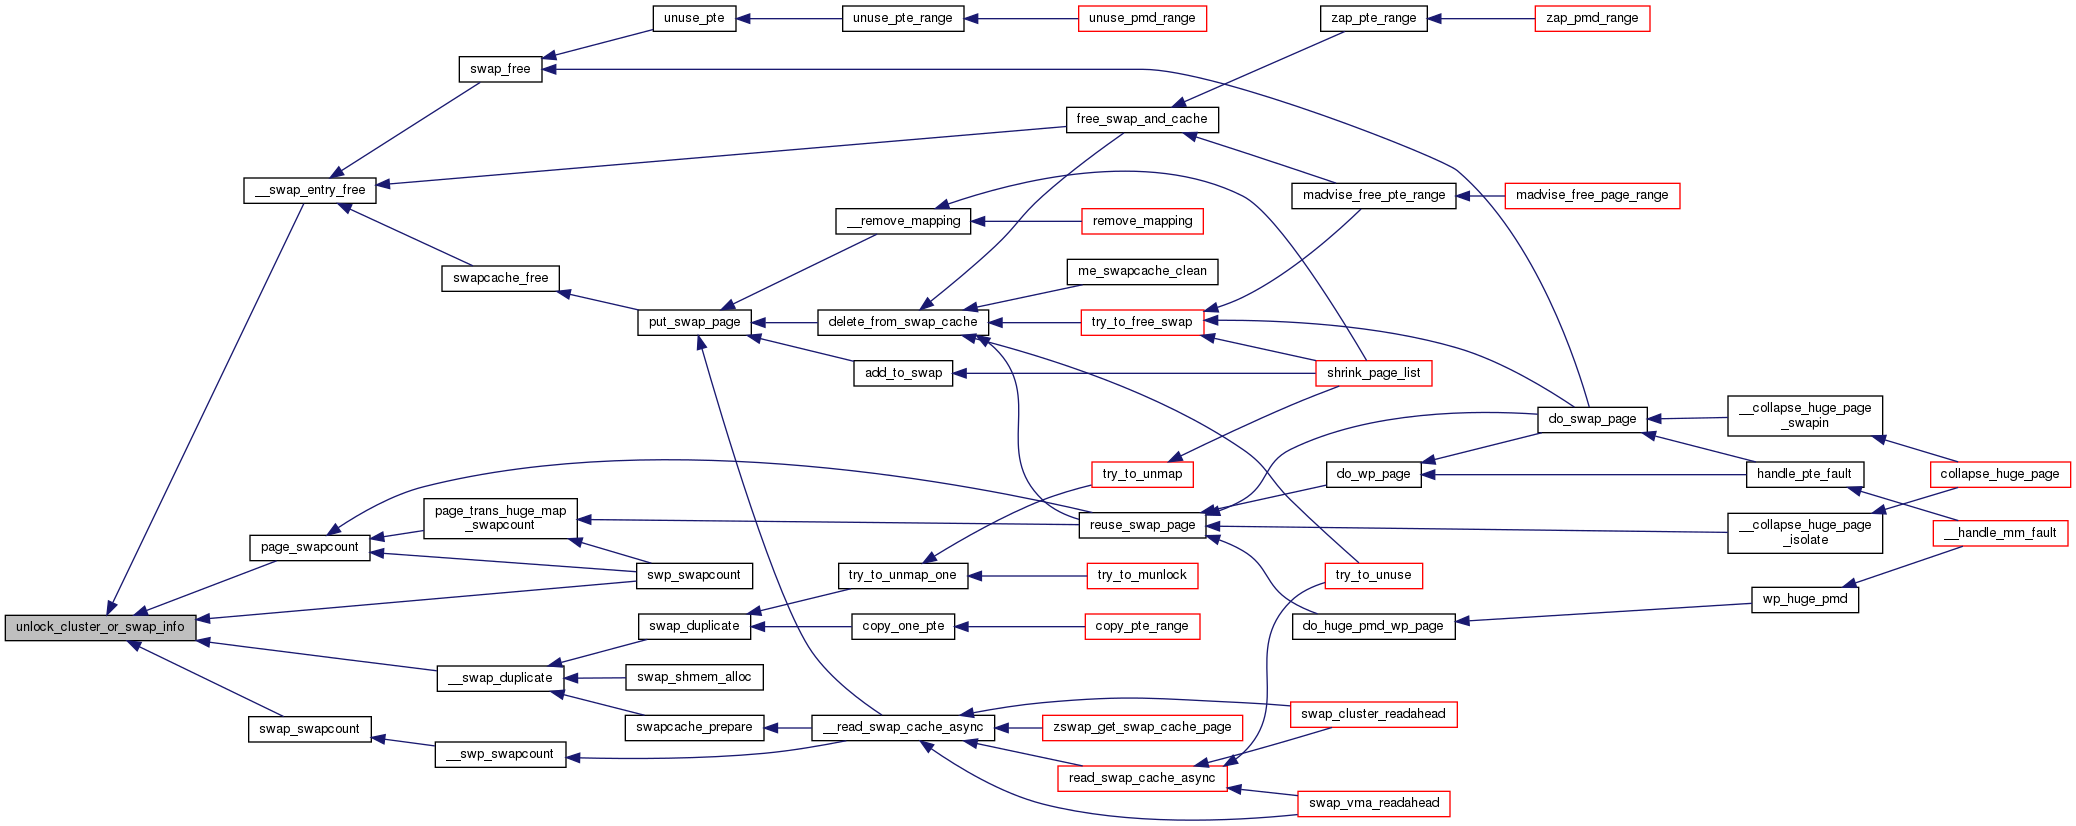 unuse_pte
unuse_pte_range
unuse_pmd_range
zap_pte_range
zap_pmd_range
swap_free
free_swap_and_cache
__swap_entry_free
madvise_free_pte_range
madvise_free_page_range
__remove_mapping
remove_mapping
swapcache_free
me_swapcache_clean
put_swap_page
delete_from_swap_cache
try_to_free_swap
add_to_swap
shrink_page_list
do_swap_page
__collapse_huge_page
_swapin
try_to_unmap
do_wp_page
handle_pte_fault
collapse_huge_page
page_trans_huge_map
_swapcount
reuse_swap_page
__collapse_huge_page
_isolate
__handle_mm_fault
page_swapcount
swp_swapcount
try_to_unmap_one
try_to_munlock
try_to_unuse
wp_huge_pmd
unlock_cluster_or_swap_info
swap_duplicate
copy_one_pte
copy_pte_range
do_huge_pmd_wp_page
__swap_duplicate
swap_shmem_alloc
swap_swapcount
swapcache_prepare
__read_swap_cache_async
zswap_get_swap_cache_page
swap_cluster_readahead
__swp_swapcount
read_swap_cache_async
swap_vma_readahead